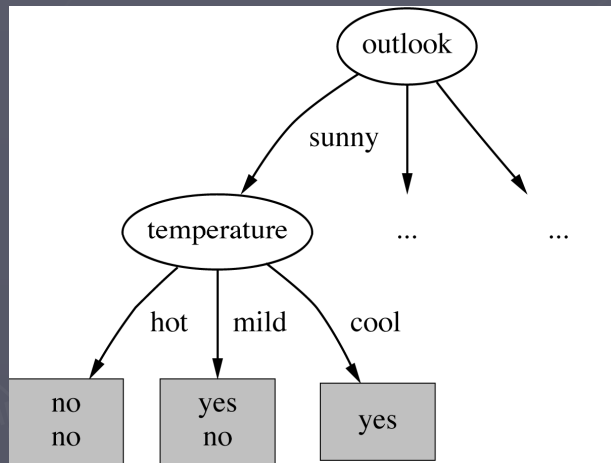 outlook
sunny
temperature
...
...
hot
mild
cool
no
no
yes
no
yes